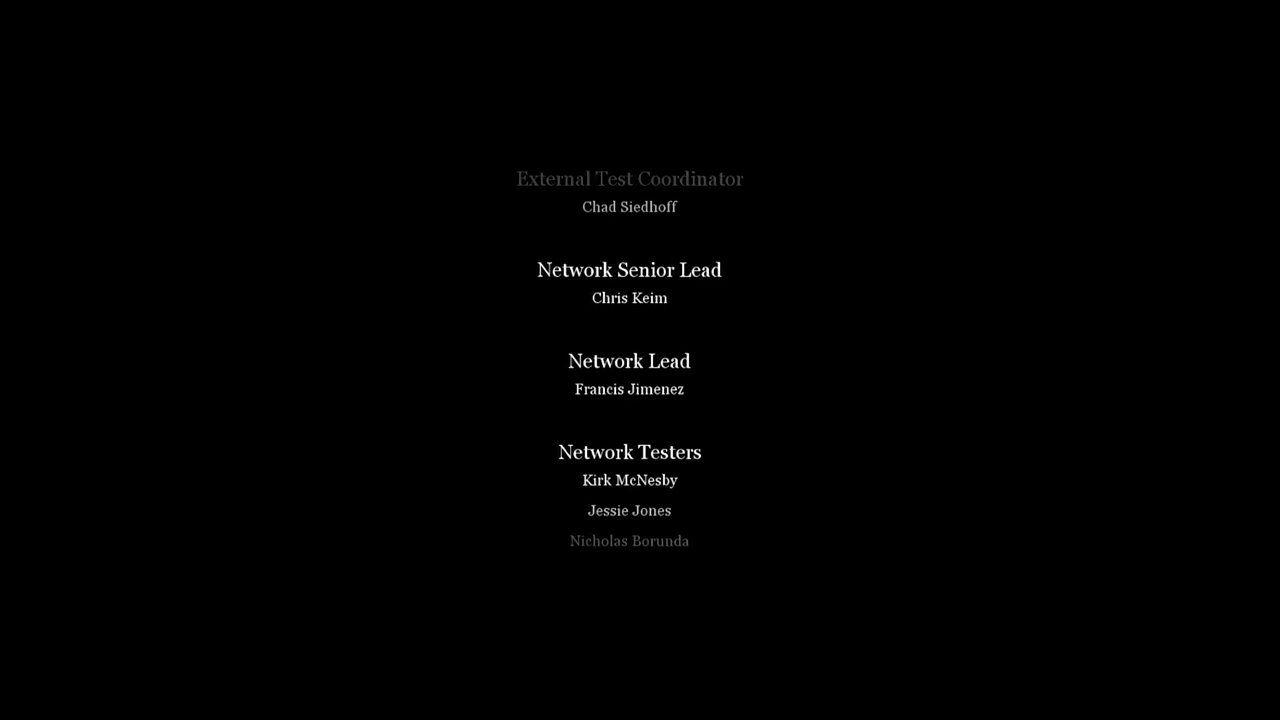 External Test Coordinator
Chad Siedhoff
Network Senior Lead
Chris Keim
Network Lead
Francis Jimenez
Network Testers
Kirk McNesby
Jessie Jones
Nicholas Borunda